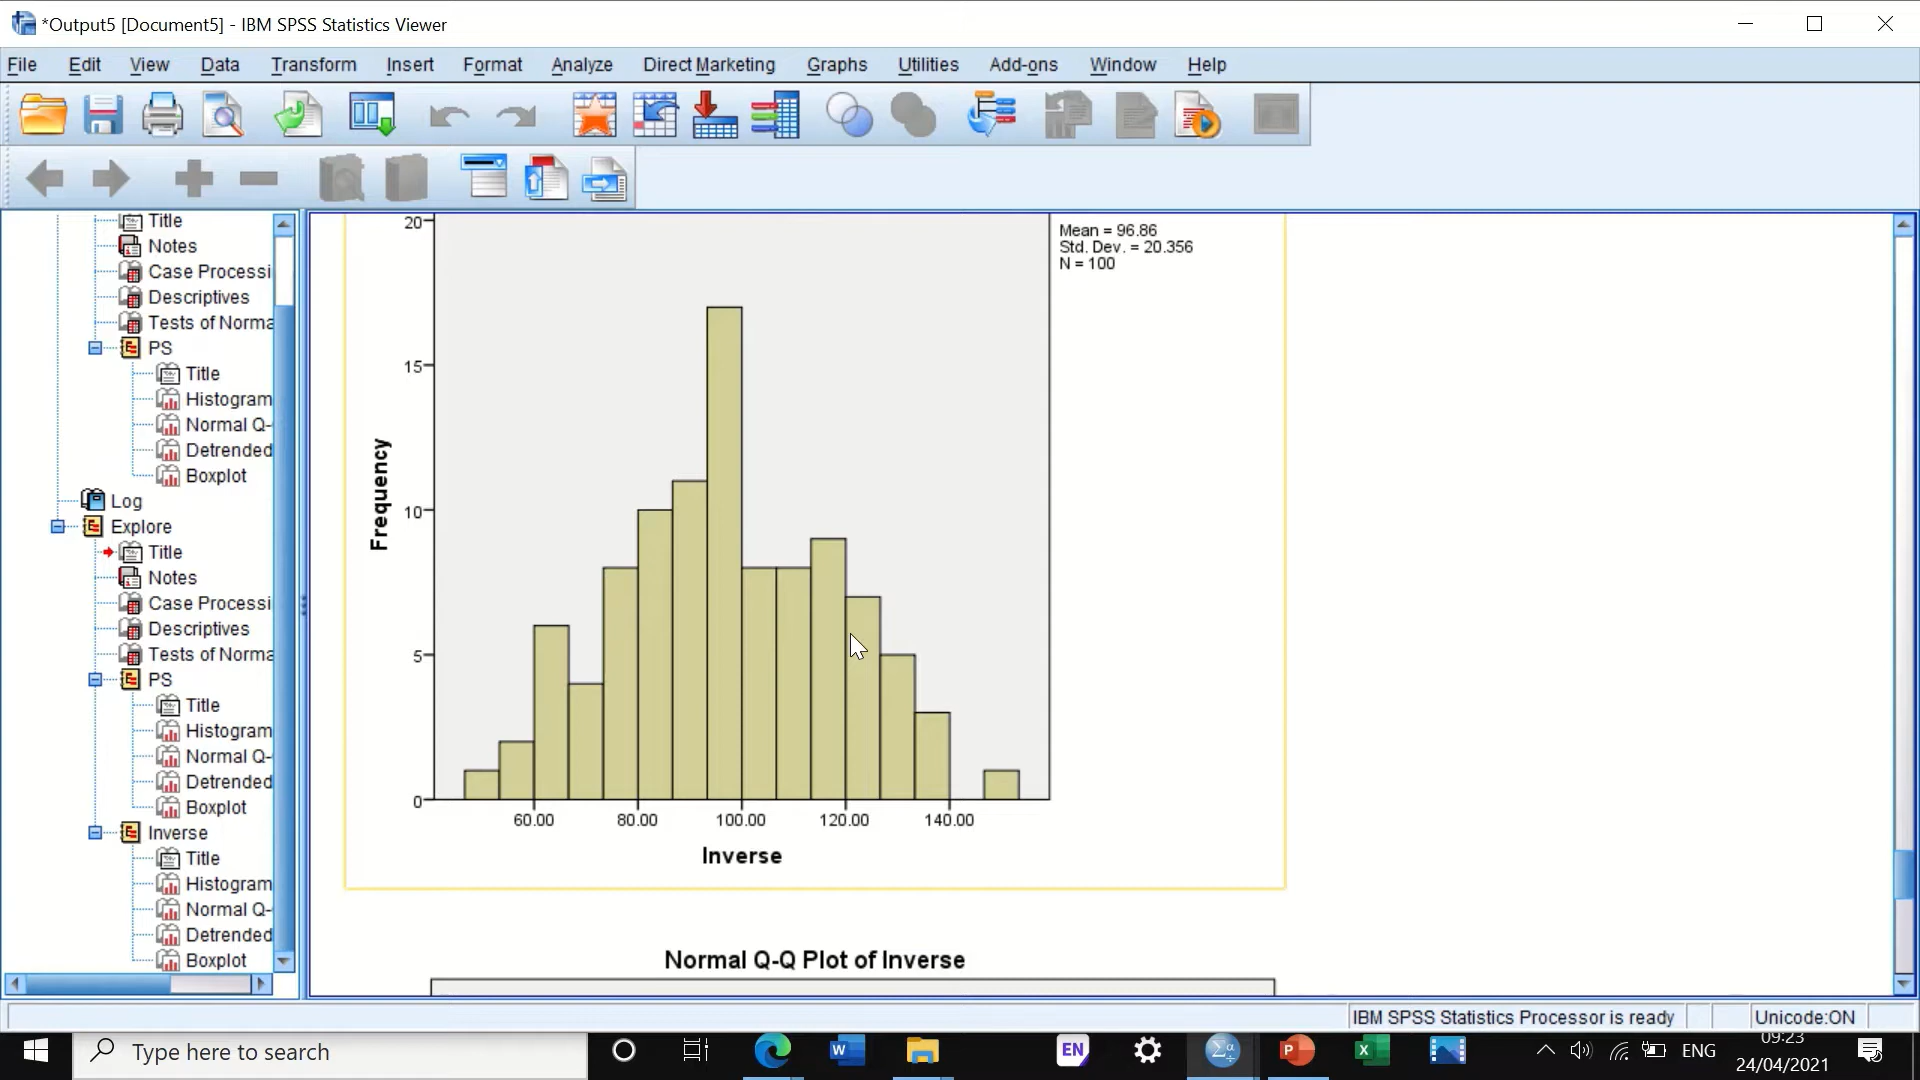 *Output5 [Document5] - IBM SPSS Statistics Viewer
File Edit View Data Transform Insert Format Analyze Direct Marketing Graphs Utilities Add-ons Window Help
Title
Notes
Case Processi
Descriptives
Tests of Norma
PS
Title
Histogram
Normal Q-
Detrended
Boxplot
Log
Explore
Title
Notes
Case Processi
Descriptives
Tests of Norma
PS
Title
Histogram
Normal Q-
Detrended
Boxplot
Inverse
Title
Histogram
Normal Q-
Detrended
Boxplot
Mean = 96.86
Std. Dev. = 20.356
N = 100
20
15
10
5
0
Frequency
60.00 80.00 100.00 120.00 140.00
Inverse
Normal Q-Q Plot of Inverse
IBM SPSS Statistics Processor is ready Unicode:ON
Type here to search
EN
ENG
09:23
24/04/2021